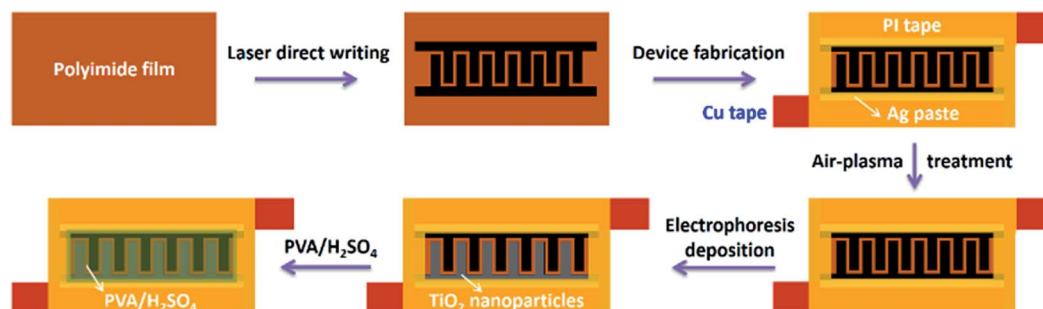 Polyimide film
Laser direct writing
Device fabrication
PI tape
Cu tape
Ag paste
Air-plasma treatment
Electrophoresis
deposition
TiO₂ nanoparticles
PVA/H₂SO₄
PVA/H₂SO₄